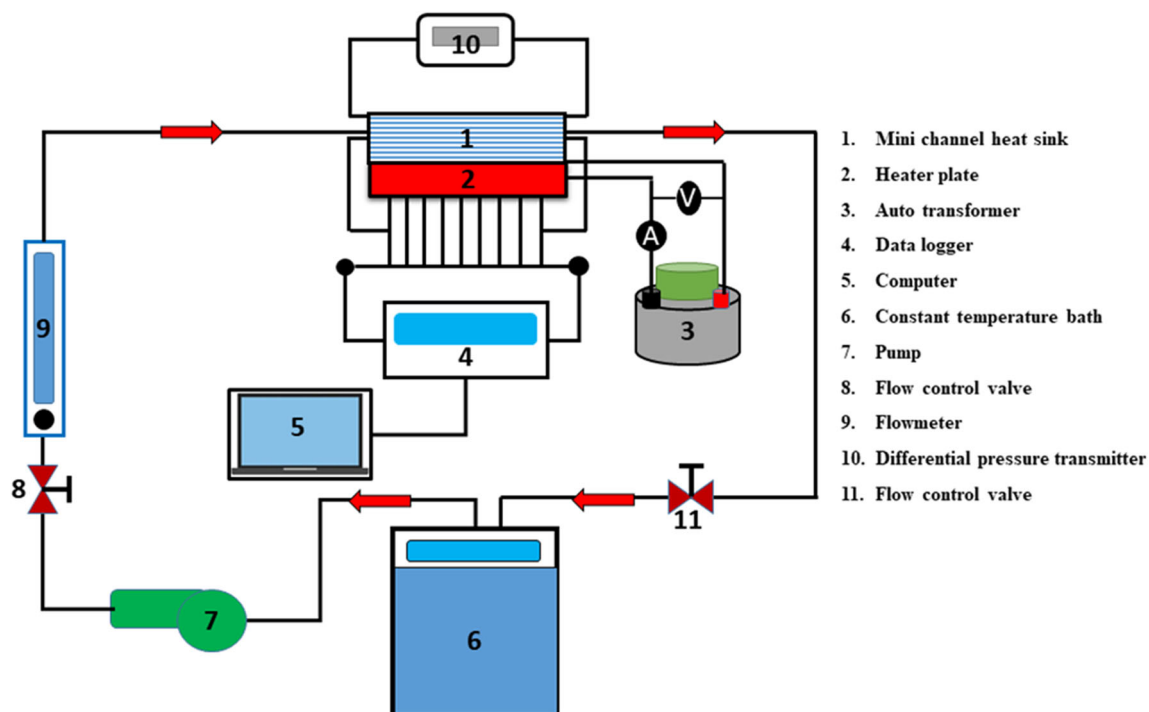 10
1
2
V
A
9
3
4
5
8
11
7
6
1. Mini channel heat sink
2. Heater plate
3. Auto transformer
4. Data logger
5. Computer
6. Constant temperature bath
7. Pump
8. Flow control valve
9. Flowmeter
10. Differential pressure transmitter
11. Flow control valve